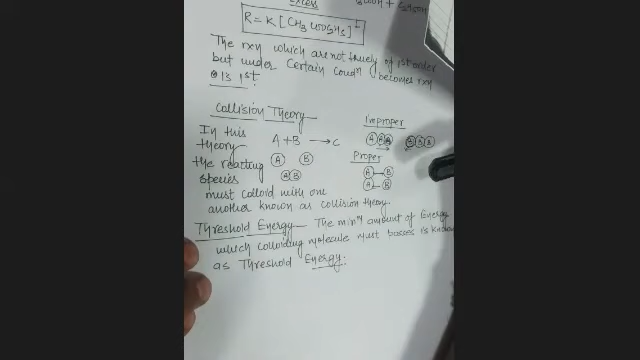 Excess
R = K [CH3COOC2H5]^1
The rxn which are not truely of 1st order
but under certain condn becomes rxn
is 1st.
Collision Theory
In this
theory
the reacting
species
must colloid with one
another known as collision theory.
A + B → C
A B
A B
Improper
Proper
A B
A B
Threshold Energy – The minm amount of Energy
which colloiding molecule must bosses is known
as Threshold Energy.